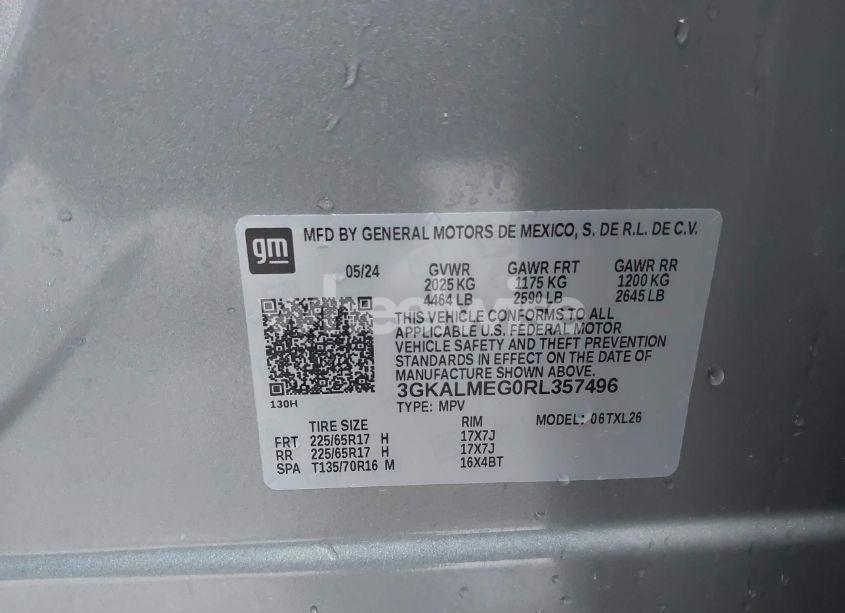 gm
MFD BY GENERAL MOTORS DE MEXICO, S. DE R.L. DE C.V.
05/24 GVWR GAWR FRT GAWR RR
2025 KG 1175 KG 1200 KG
4464 LB 2590 LB 2645 LB
THIS VEHICLE CONFORMS TO ALL
APPLICABLE U.S. FEDERAL MOTOR
VEHICLE SAFETY AND THEFT PREVENTION
STANDARDS IN EFFECT ON THE DATE OF
MANUFACTURE SHOWN ABOVE.
130H
3GKALMEG0RL357496
TYPE: MPV MODEL: 06TXL26
TIRE SIZE RIM
FRT 225/65R17 H 17X7J
RR 225/65R17 H 17X7J
SPA T135/70R16 M 16X4BT